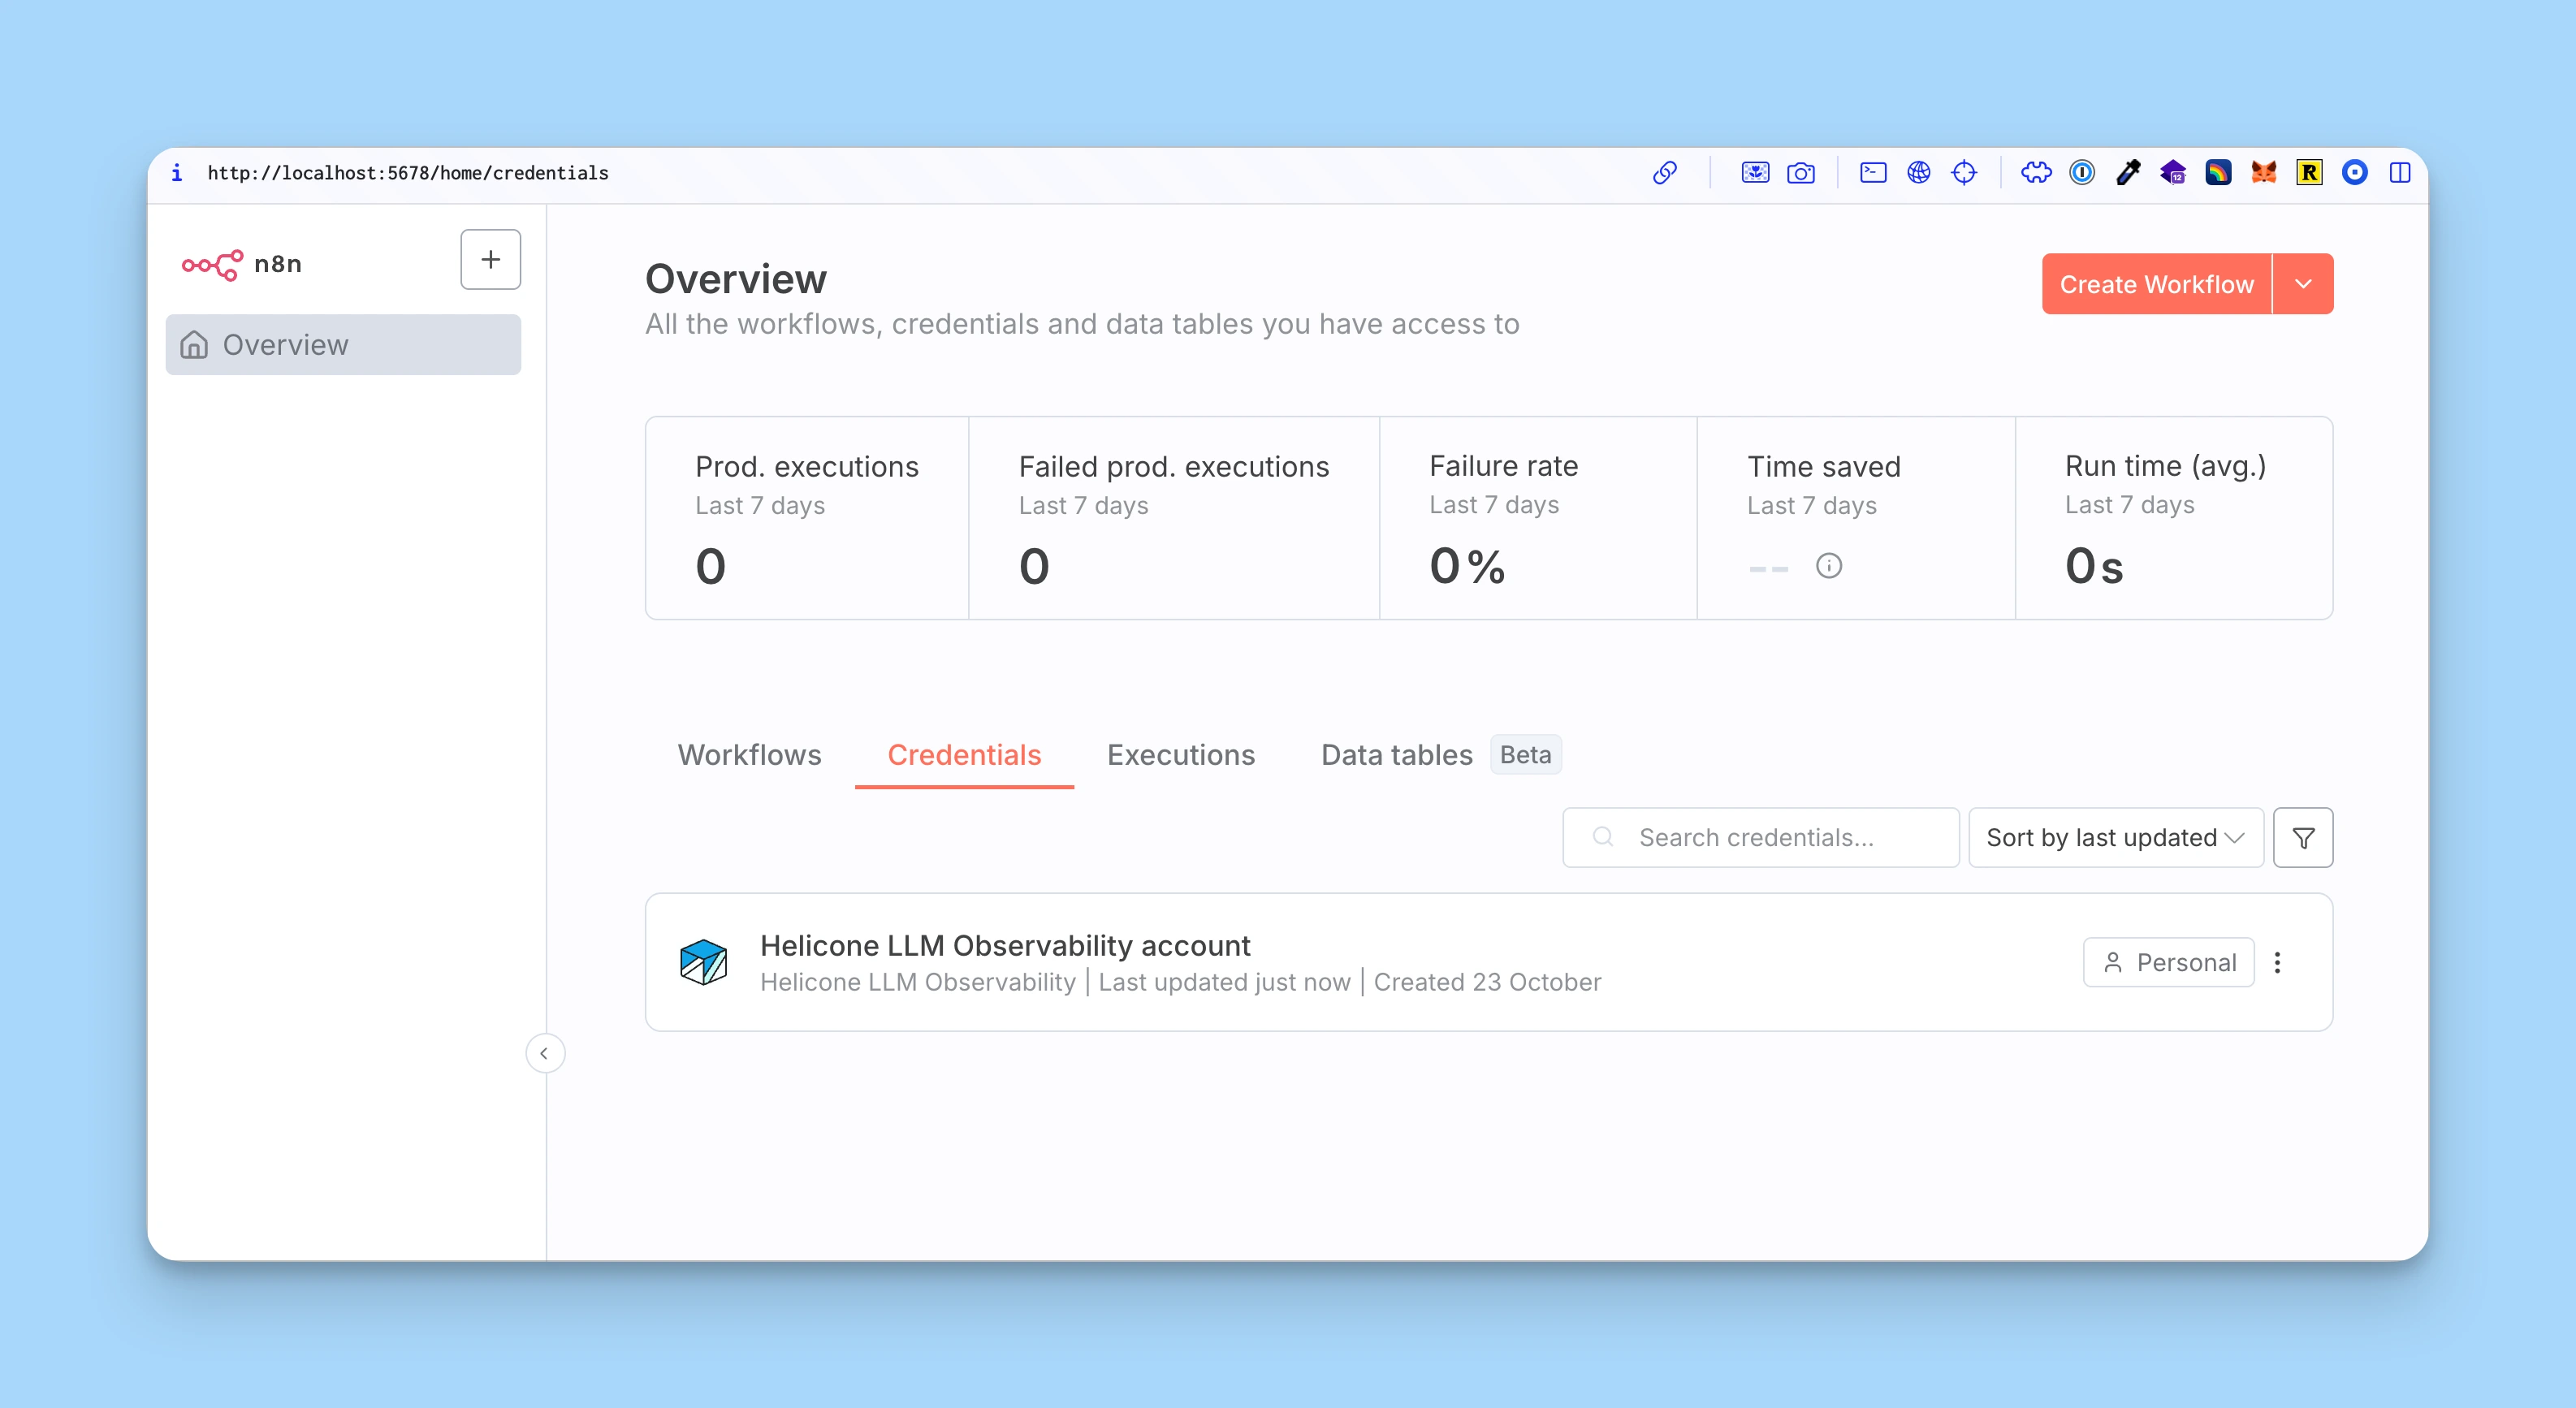 http://localhost:5678/home/credentials
12
R
n8n
Overview
Overview
All the workflows, credentials and data tables you have access to
Create Workflow
Prod. executions
Last 7 days
0
Failed prod. executions
Last 7 days
0
Failure rate
Last 7 days
0%
Time saved
Last 7 days
--
Run time (avg.)
Last 7 days
0s
Workflows
Credentials
Executions
Data tables
Beta
Search credentials...
Sort by last updated
Helicone LLM Observability account
Helicone LLM Observability | Last updated just now | Created 23 October
Personal